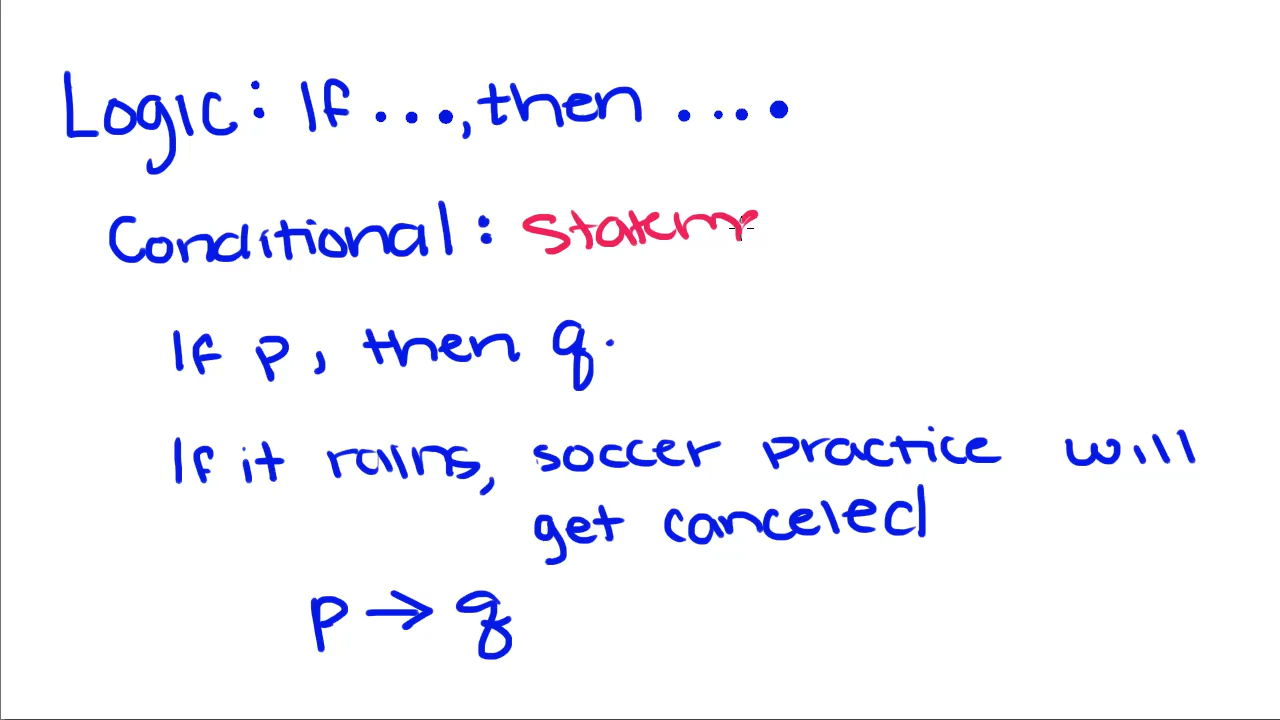 Logic: If ...,then ....
Conditional: Statem
If p, then q.
If it rains, soccer practice will
get canceled
p → q